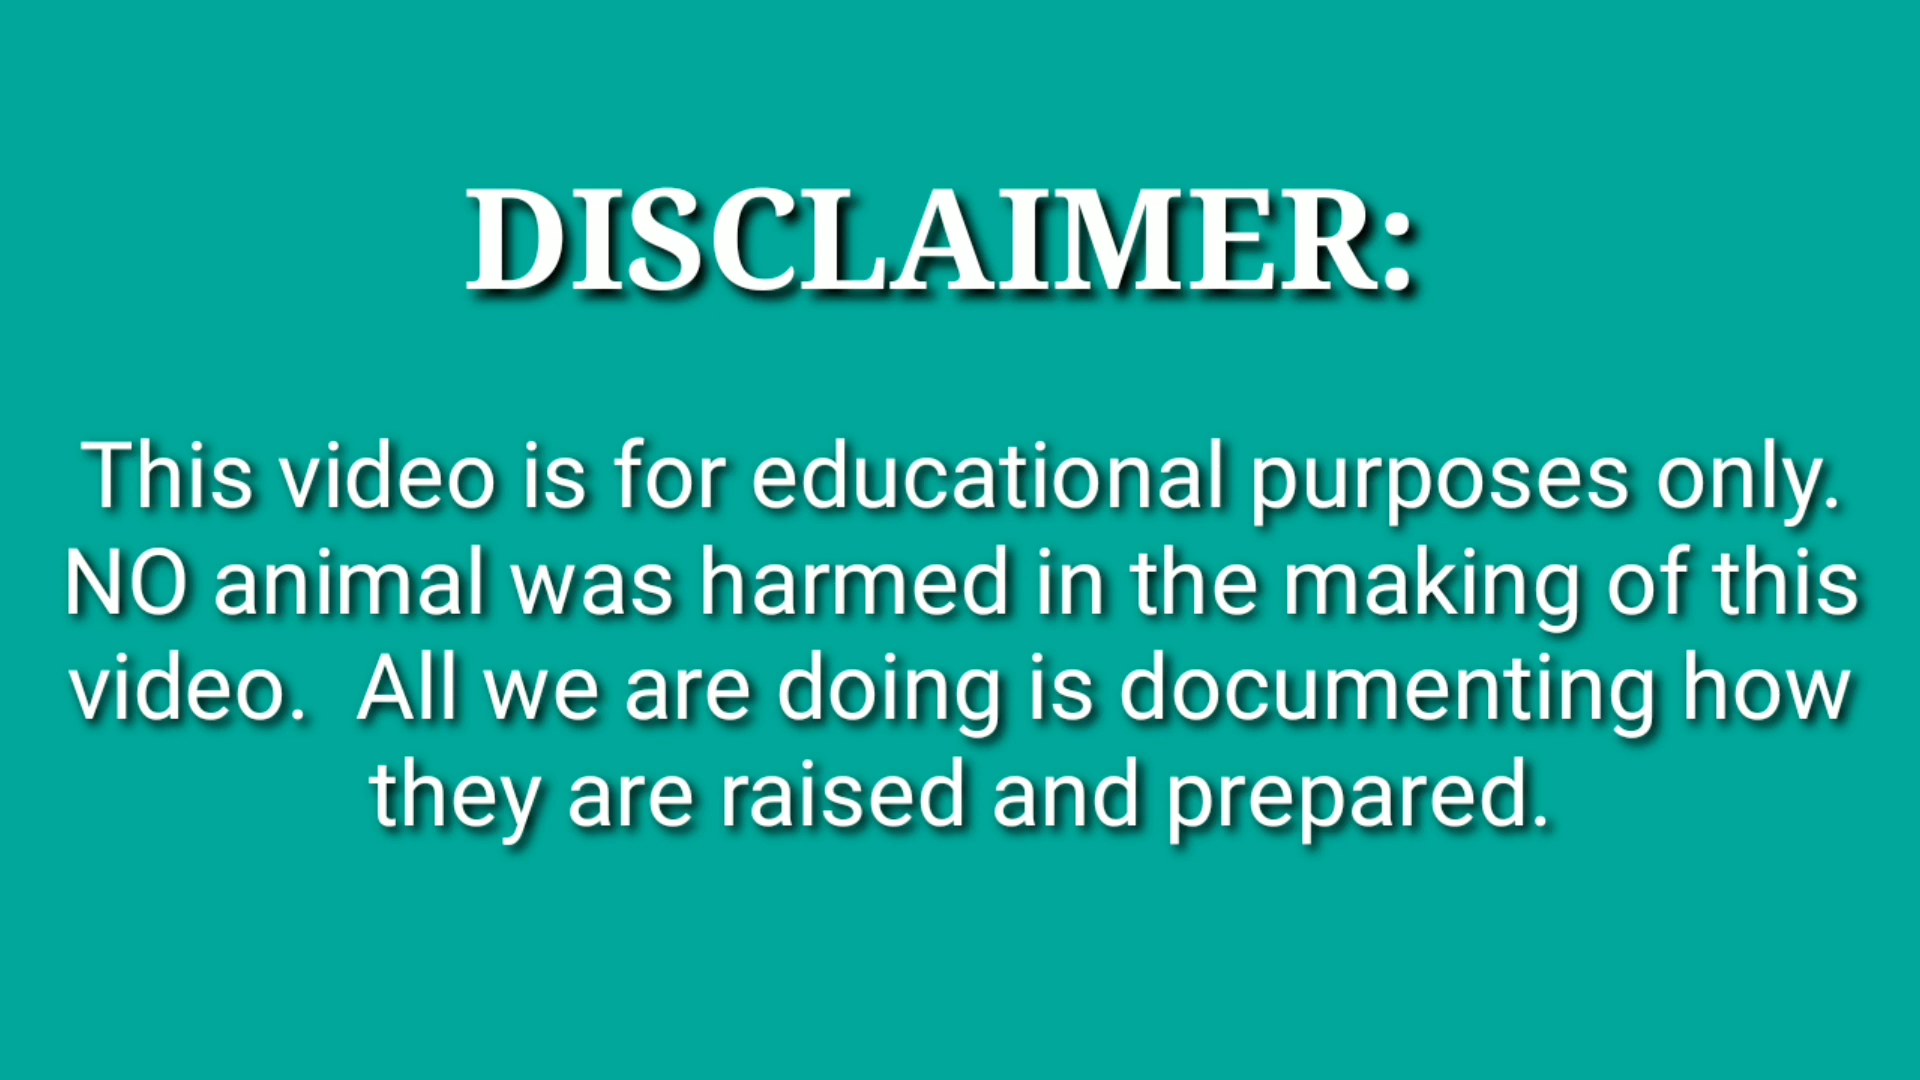 DISCLAIMER:
This video is for educational purposes only.
NO animal was harmed in the making of this
video.  All we are doing is documenting how
they are raised and prepared.